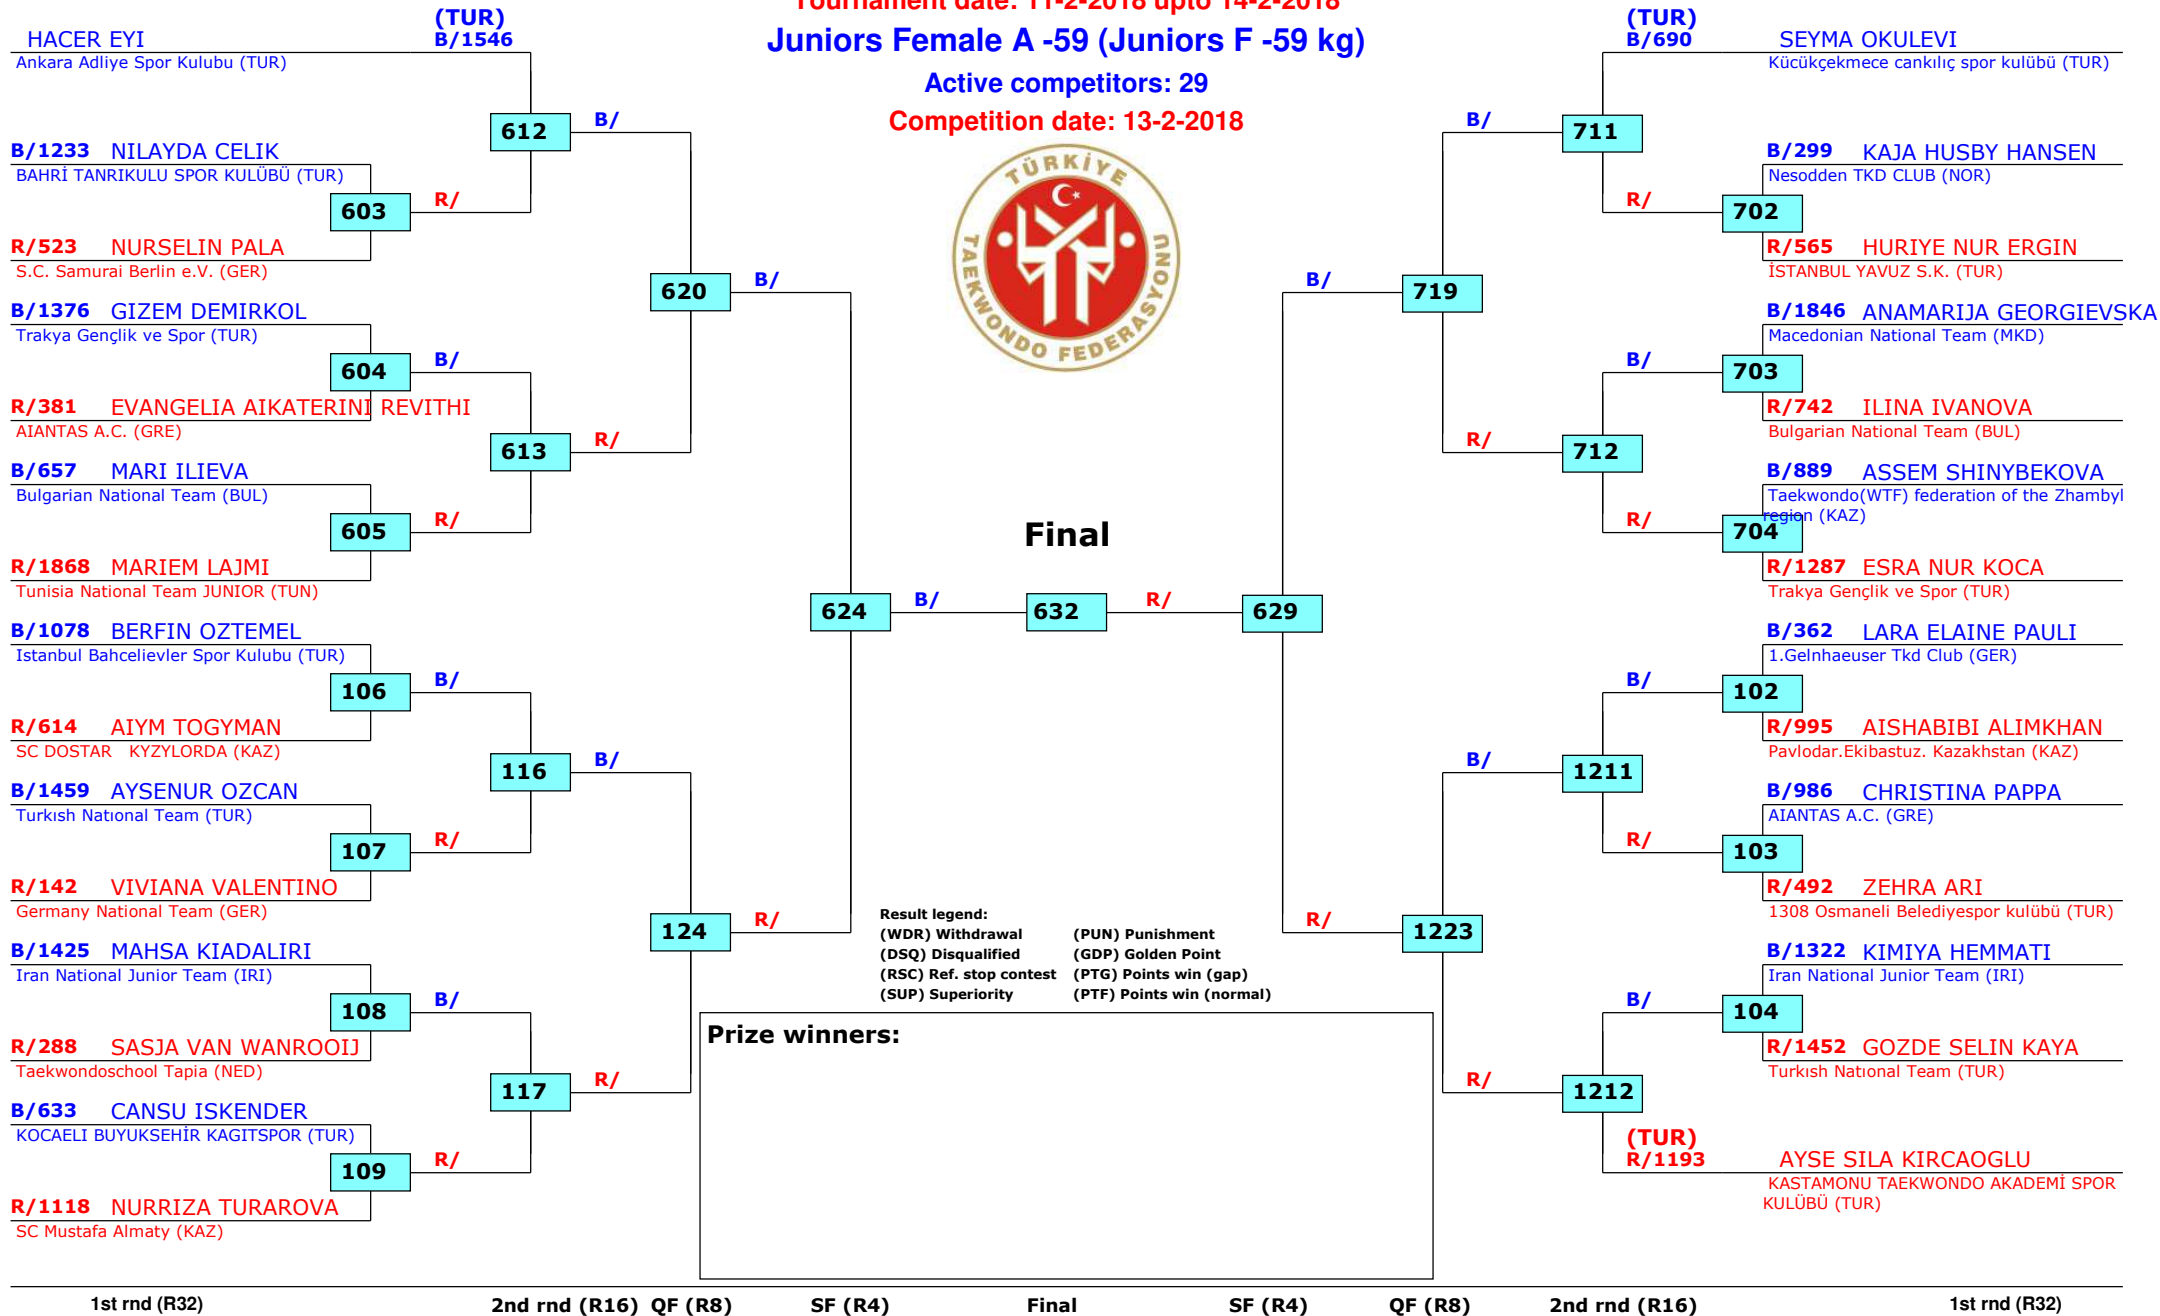 Tournament date: 11-2-2018 upto 14-2-2018
Juniors Female A -59 (Juniors F -59 kg)
Active competitors: 29
Competition date: 13-2-2018
TÜRKİYE
TAEKWONDO FEDERASYONU
(TUR)
HACER EYI B/1546
Ankara Adliye Spor Kulubu (TUR)
612 B/
B/1233 NILAYDA CELIK
BAHRİ TANRIKULU SPOR KULÜBÜ (TUR)
603 R/
R/523 NURSELIN PALA
S.C. Samurai Berlin e.V. (GER)
620 B/
B/1376 GIZEM DEMIRKOL
Trakya Gençlik ve Spor (TUR)
604 B/
R/381 EVANGELIA AIKATERINI REVITHI
AIANTAS A.C. (GRE)
613 R/
B/657 MARI ILIEVA
Bulgarian National Team (BUL)
605 R/
R/1868 MARIEM LAJMI
Tunisia National Team JUNIOR (TUN)
624 B/
B/1078 BERFIN OZTEMEL
Istanbul Bahcelievler Spor Kulubu (TUR)
106 B/
R/614 AIYM TOGYMAN
SC DOSTAR KYZYLORDA (KAZ)
116 B/
B/1459 AYSENUR OZCAN
Turkısh Natıonal Team (TUR)
107 R/
R/142 VIVIANA VALENTINO
Germany National Team (GER)
124 R/
B/1425 MAHSA KIADALIRI
Iran National Junior Team (IRI)
108 B/
R/288 SASJA VAN WANROOIJ
Taekwondoschool Tapia (NED)
117 R/
B/633 CANSU ISKENDER
KOCAELI BUYUKSEHİR KAGITSPOR (TUR)
109 R/
R/1118 NURRIZA TURAROVA
SC Mustafa Almaty (KAZ)
Final
632
(TUR)
B/690 SEYMA OKULEVI
Kücükçekmece cankılıç spor kulübü (TUR)
B/ 711
B/299 KAJA HUSBY HANSEN
Nesodden TKD CLUB (NOR)
R/ 702
R/565 HURIYE NUR ERGIN
İSTANBUL YAVUZ S.K. (TUR)
B/ 719
B/1846 ANAMARIJA GEORGIEVSKA
Macedonian National Team (MKD)
B/ 703
R/742 ILINA IVANOVA
Bulgarian National Team (BUL)
R/ 712
B/889 ASSEM SHINYBEKOVA
Taekwondo(WTF) federation of the Zhambyl
region (KAZ)
R/ 704
R/1287 ESRA NUR KOCA
Trakya Gençlik ve Spor (TUR)
R/ 629
B/362 LARA ELAINE PAULI
1.Gelnhaeuser Tkd Club (GER)
B/ 102
R/995 AISHABIBI ALIMKHAN
Pavlodar.Ekibastuz. Kazakhstan (KAZ)
B/ 1211
B/986 CHRISTINA PAPPA
AIANTAS A.C. (GRE)
R/ 103
R/492 ZEHRA ARI
1308 Osmaneli Belediyespor kulübü (TUR)
R/ 1223
B/1322 KIMIYA HEMMATI
Iran National Junior Team (IRI)
B/ 104
R/1452 GOZDE SELIN KAYA
Turkısh Natıonal Team (TUR)
R/ 1212
(TUR)
R/1193 AYSE SILA KIRCAOGLU
KASTAMONU TAEKWONDO AKADEMİ SPOR
KULÜBÜ (TUR)
Result legend:
(WDR) Withdrawal (PUN) Punishment
(DSQ) Disqualified (GDP) Golden Point
(RSC) Ref. stop contest (PTG) Points win (gap)
(SUP) Superiority (PTF) Points win (normal)
Prize winners:
1st rnd (R32) 2nd rnd (R16) QF (R8) SF (R4) Final SF (R4) QF (R8) 2nd rnd (R16) 1st rnd (R32)